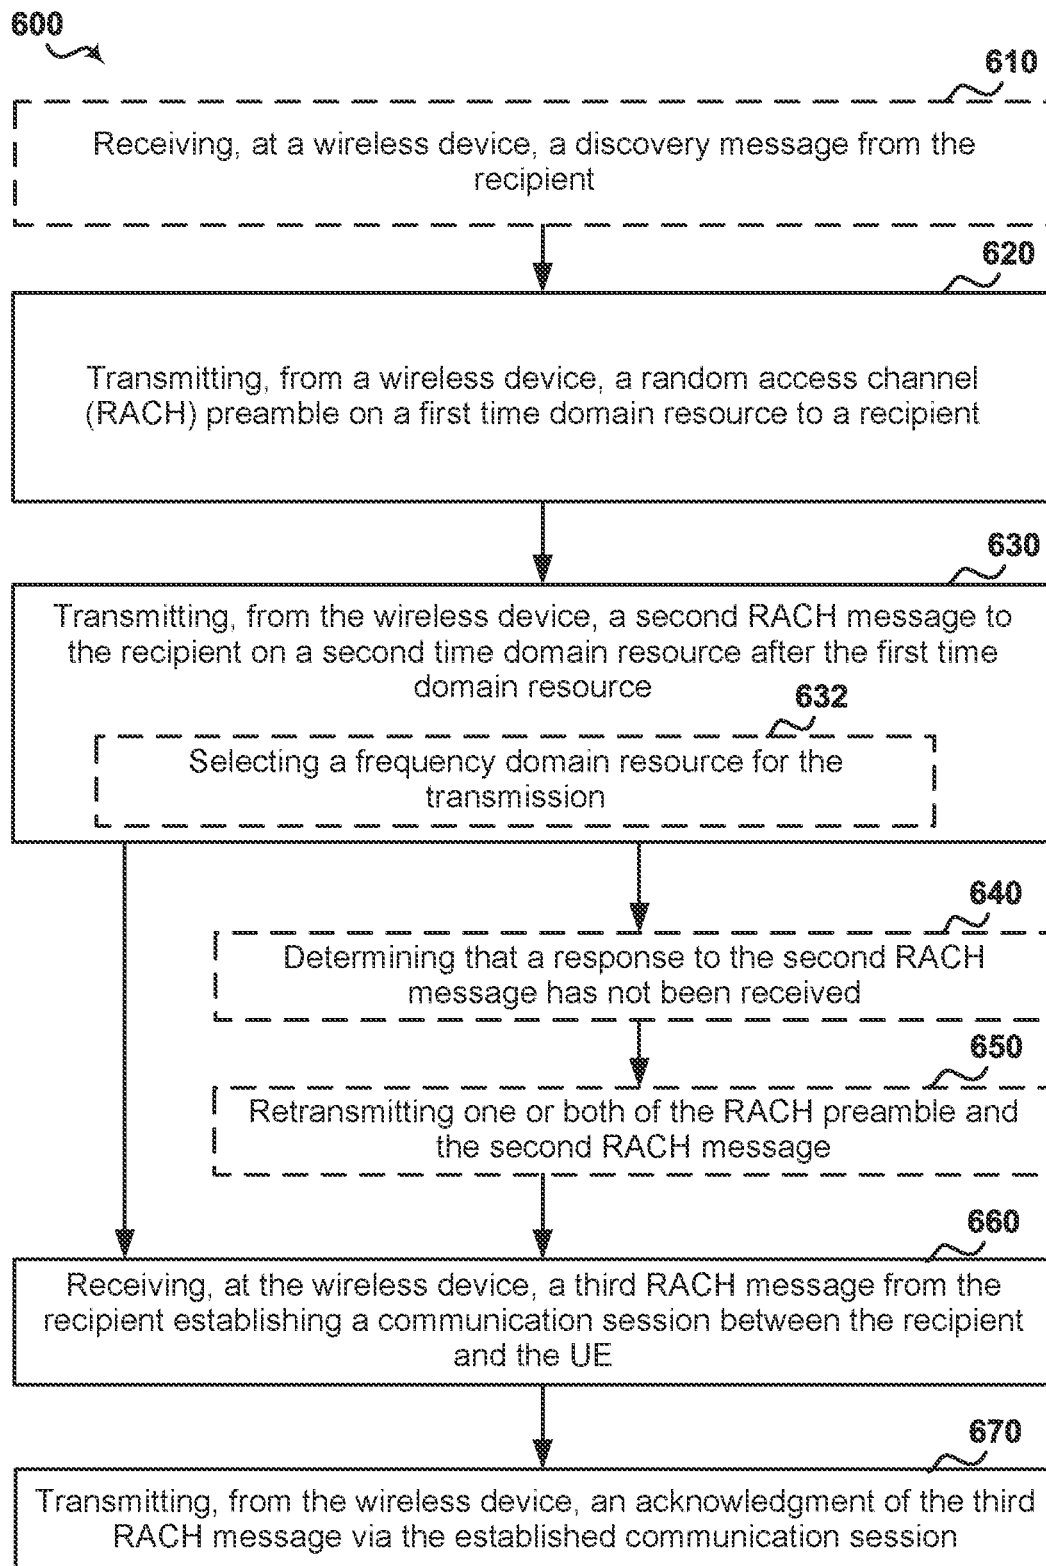 600
610
Receiving, at a wireless device, a discovery message from the
recipient
620
Transmitting, from a wireless device, a random access channel
(RACH) preamble on a first time domain resource to a recipient
630
Transmitting, from the wireless device, a second RACH message to
the recipient on a second time domain resource after the first time
domain resource
632
Selecting a frequency domain resource for the
transmission
640
Determining that a response to the second RACH
message has not been received
650
Retransmitting one or both of the RACH preamble and
the second RACH message
660
Receiving, at the wireless device, a third RACH message from the
recipient establishing a communication session between the recipient
and the UE
670
Transmitting, from the wireless device, an acknowledgment of the third
RACH message via the established communication session